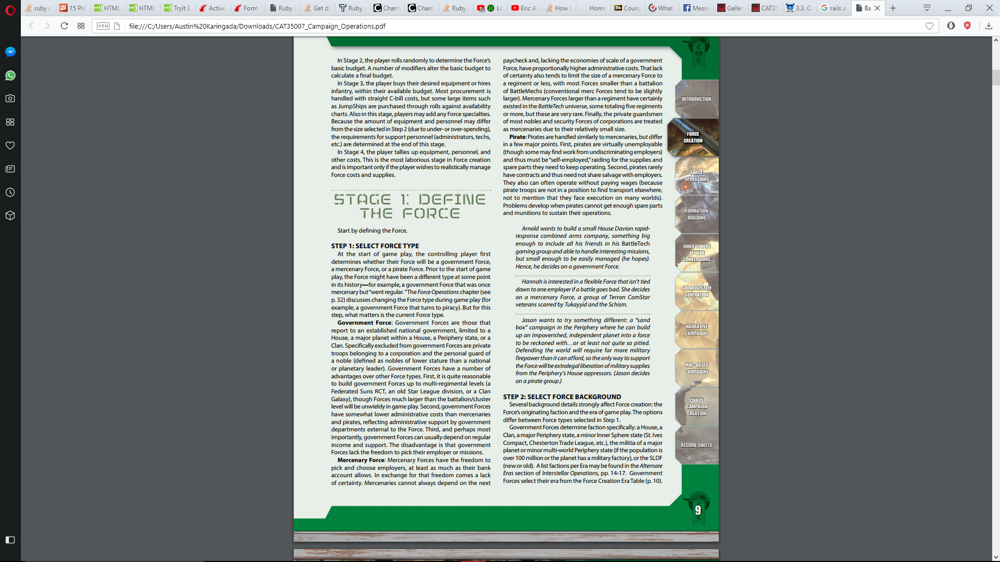 ruby c
15 Pri
HTML
HTML
Tryit E
Active
Form
Ruby
Get da
Ruby
Cham
Cham
Ruby
Lo
Eric A
How t
Home
Cours
What
Messe
Galler
CAT35
3.3. Cr
rails a
Ba
VPN
file:///C:/Users/Austin%20Karingada/Downloads/CAT35007_Campaign_Operations.pdf
In Stage 2, the player rolls randomly to determine the Force's
basic budget. A number of modifiers alter the basic budget to
calculate a final budget.
In Stage 3, the player buys their desired equipment or hires
infantry, within their available budget. Most procurement is
handled with straight C-bill costs, but some large items such
as JumpShips are purchased through rolls against availability
charts. Also in this stage, players may add any Force specialties.
Because the amount of equipment and personnel may differ
from the size selected in Step 2 (due to under- or over-spending),
the requirements for support personnel (administrators, techs,
etc.) are determined at the end of this stage.
In Stage 4, the player tallies up equipment, personnel, and
other costs. This is the most laborious stage in Force creation
and is important only if the player wishes to realistically manage
Force costs and supplies.
STAGE 1: DEFINE
THE FORCE
Start by defining the Force.
STEP 1: SELECT FORCE TYPE
At the start of game play, the controlling player first
determines whether their Force will be a government Force,
a mercenary Force, or a pirate Force. Prior to the start of game
play, the Force might have been a different type at some point
in its history—for example, a government Force that was once
mercenary but "went regular." The Force Operations chapter (see
p. 32) discusses changing the Force type during game play (for
example, a government Force that turns to piracy). But for this
step, what matters is the current Force type.
Government Force: Government Forces are those that
report to an established national government, limited to a
House, a major planet within a House, a Periphery state, or a
Clan. Specifically excluded from government Forces are private
troops belonging to a corporation and the personal guard of
a noble (defined as nobles of lower stature than a national
or planetary leader). Government Forces have a number of
advantages over other Force types. First, it is quite reasonable
to build government Forces up to multi-regimental levels (a
Federated Suns RCT, an old Star League division, or a Clan
Galaxy), though Forces much larger than the battalion/cluster
level will be unwieldy in game play. Second, government Forces
have somewhat lower administrative costs than mercenaries
and pirates, reflecting administrative support by government
departments external to the Force. Third, and perhaps most
importantly, government Forces can usually depend on regular
income and support. The disadvantage is that government
Forces lack the freedom to pick their employer or missions.
Mercenary Force: Mercenary Forces have the freedom to
pick and choose employers, at least as much as their bank
account allows. In exchange for that freedom comes a lack
of certainty. Mercenaries cannot always depend on the next
paycheck and, lacking the economies of scale of a government
Force, have proportionally higher administrative costs. That lack
of certainty also tends to limit the size of a mercenary Force to
a regiment or less, with most Forces smaller than a battalion
of BattleMechs (conventional merc Forces tend to be slightly
larger). Mercenary Forces larger than a regiment have certainly
existed in the BattleTech universe, some totaling five regiments
or more, but these are very rare. Finally, the private guardsmen
of most nobles and security Forces of corporations are treated
as mercenaries due to their relatively small size.
Pirate: Pirates are handled similarly to mercenaries, but differ
in a few major points. First, pirates are virtually unemployable
(though some may find work from undiscriminating employers)
and thus must be "self-employed," raiding for the supplies and
spare parts they need to keep operating. Second, pirates rarely
have contracts and thus need not share salvage with employers.
They also can often operate without paying wages (because
pirate troops are not in a position to find transport elsewhere,
not to mention that they face execution on many worlds).
Problems develop when pirates cannot get enough spare parts
and munitions to sustain their operations.
Arnold wants to build a small House Davion rapid-
response combined arms company, something big
enough to include all his friends in his BattleTech
gaming group and able to handle interesting missions,
but small enough to be easily managed (he hopes).
Hence, he decides on a government Force.
Hannah is interested in a flexible Force that isn't tied
down to one employer if a battle goes bad. She decides
on a mercenary Force, a group of Terran ComStar
veterans scarred by Tukayyid and the Schism.
Jason wants to try something different: a "sand
box" campaign in the Periphery where he can build
up an impoverished, independent planet into a force
to be reckoned with...or at least not quite so pitied.
Defending the world will require far more military
firepower than it can afford, so the only way to support
the Force will be extralegal liberation of military supplies
from the Periphery's House oppressors. (Jason decides
on a pirate group.)
STEP 2: SELECT FORCE BACKGROUND
Several background details strongly affect Force creation: the
Force's originating faction and the era of game play. The options
differ between Force types selected in Step 1.
Government Forces determine faction specifically: a House, a
Clan, a major Periphery state, a minor Inner Sphere state (St. Ives
Compact, Chesterton Trade League, etc.), the militia of a major
planet or minor multi-world Periphery state (if the population is
over 100 million or the planet has a military factory), or the SLDF
(new or old). A list factions per Era may be found in the Alternare
Eras section of Interstellar Operations, pp. 14-17. Government
Forces select their era from the Force Creation Era Table (p. 10).
INTRODUCTION
FORCE
CREATION
FORCE
OPERATIONS
FORMATION
BUILDING
INNER SPHERE
AT WAR
CONVERSIONS
SOLAR SYSTEM
GENERATION
NARRATIVE
CAMPAIGNS
MAP-BASED
CAMPAIGNS
CHAOS
CAMPAIGN
CREATION
RECORD SHEETS
9